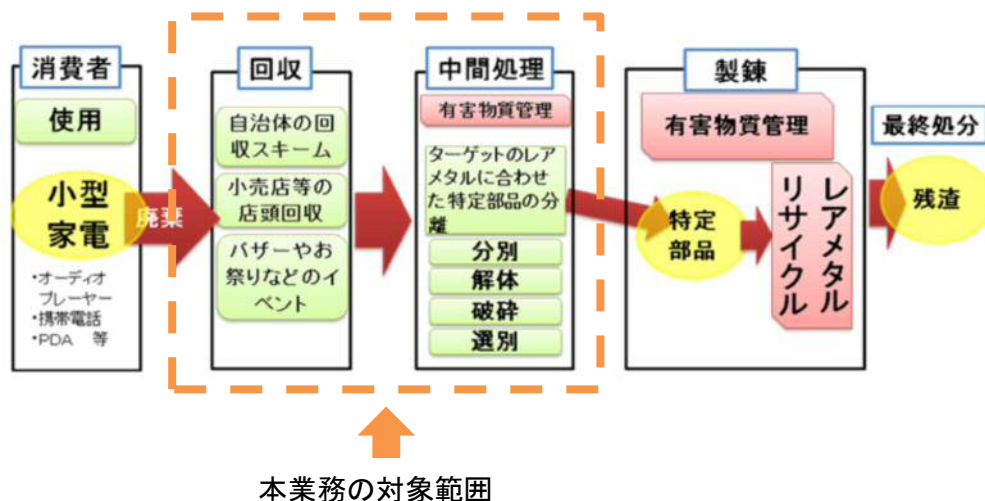 消費者
使用
小型
家電
・オーディオ
プレーヤー
・携帯電話
・PDA 等
廃棄
回収
自治体の回
収スキーム
小売店等の
店頭回収
バザーやお
祭りなどのイ
ベント
中間処理
有害物質管理
ターゲットのレア
メタルに合わせ
た特定部品の分
離
分別
解体
破砕
選別
製錬
有害物質管理
特定
部品
レアメタル
リサイクル
最終処分
残渣
本業務の対象範囲